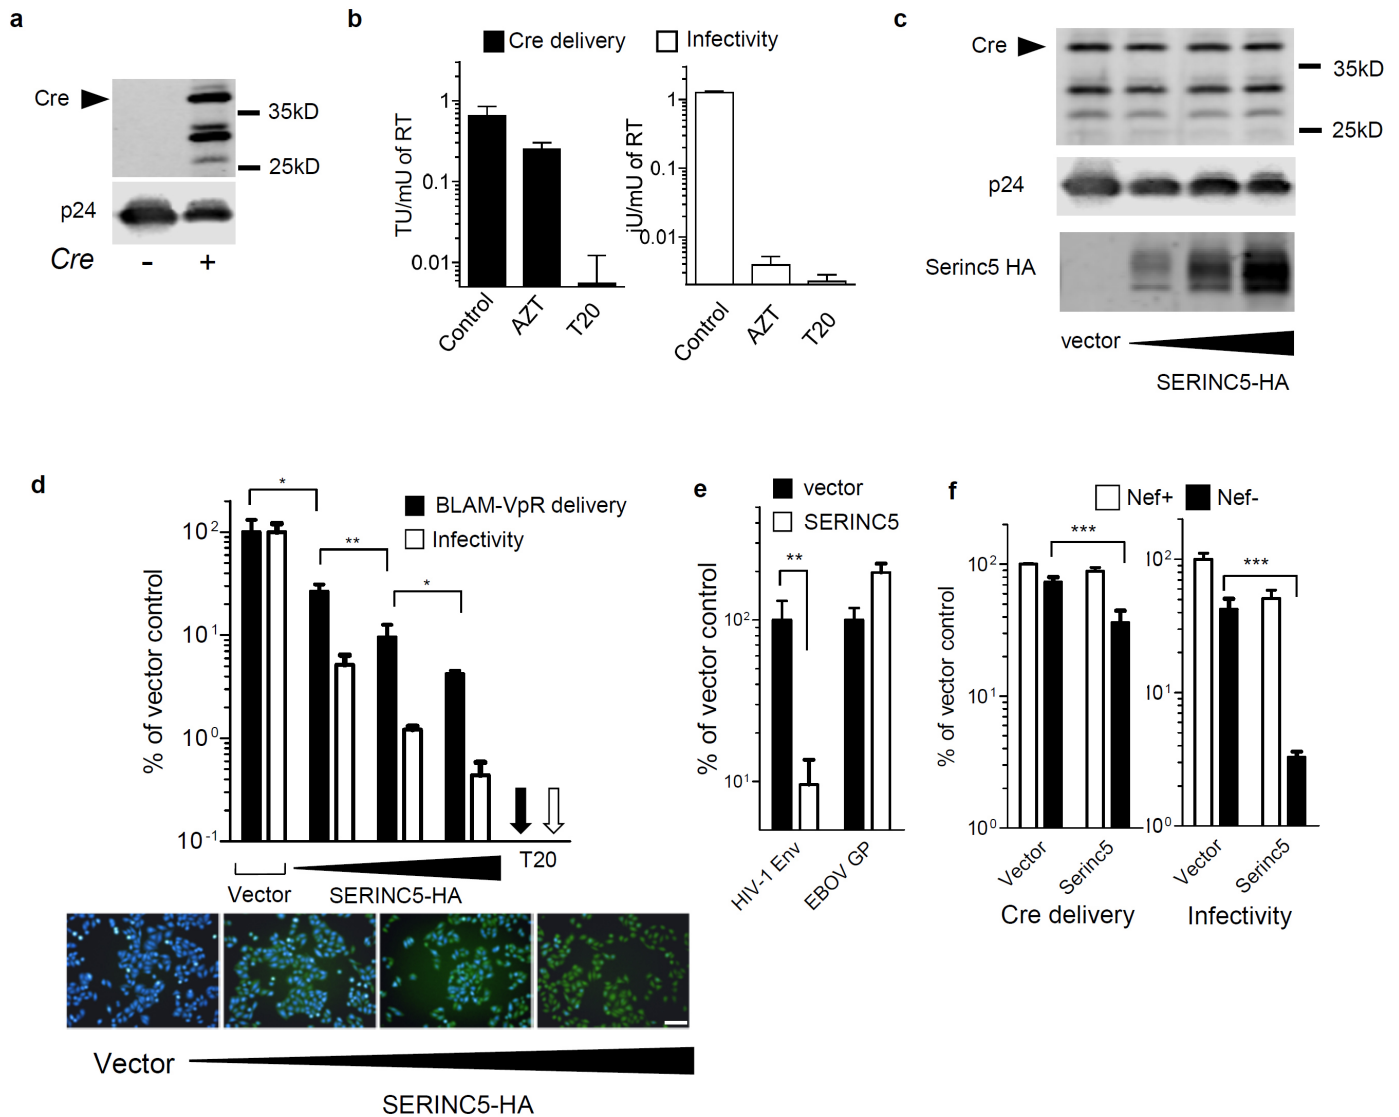 a
Cre
35kD
25kD
p24
Cre - +
b
Cre delivery
Infectivity
TU/mU of RT
1
0.1
0.01
Control
AZT
T20
iU/mU of RT
1
0.1
0.01
Control
AZT
T20
c
Cre
35kD
25kD
p24
Serinc5 HA
vector
SERINC5-HA
d
BLAM-VpR delivery
Infectivity
% of vector control
10²
10¹
10⁰
10⁻¹
*
**
*
T20
Vector
SERINC5-HA
Vector
SERINC5-HA
e
vector
SERINC5
% of vector control
10²
10¹
**
HIV-1 Env
EBOV GP
f
Nef+
Nef-
% of vector control
10²
10¹
10⁰
***
Vector
Serinc5
Cre delivery
10²
10¹
10⁰
***
Vector
Serinc5
Infectivity